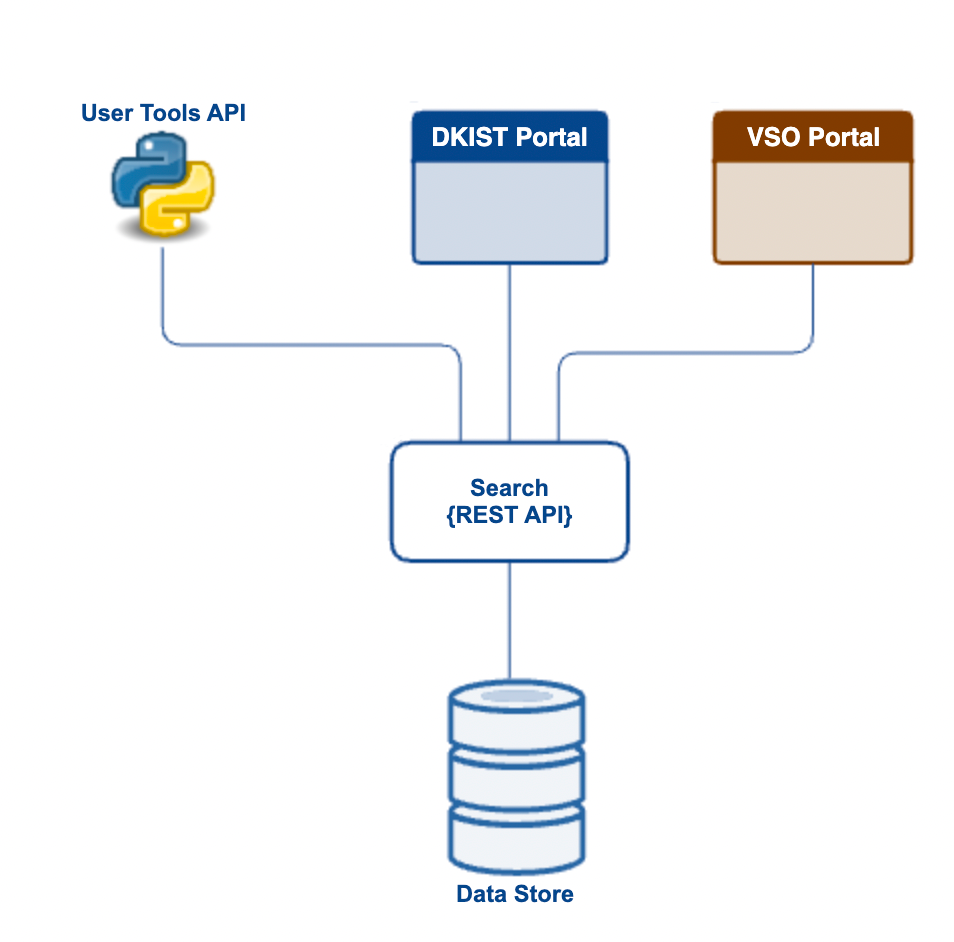 User Tools API
DKIST Portal
VSO Portal
Search
{REST API}
Data Store